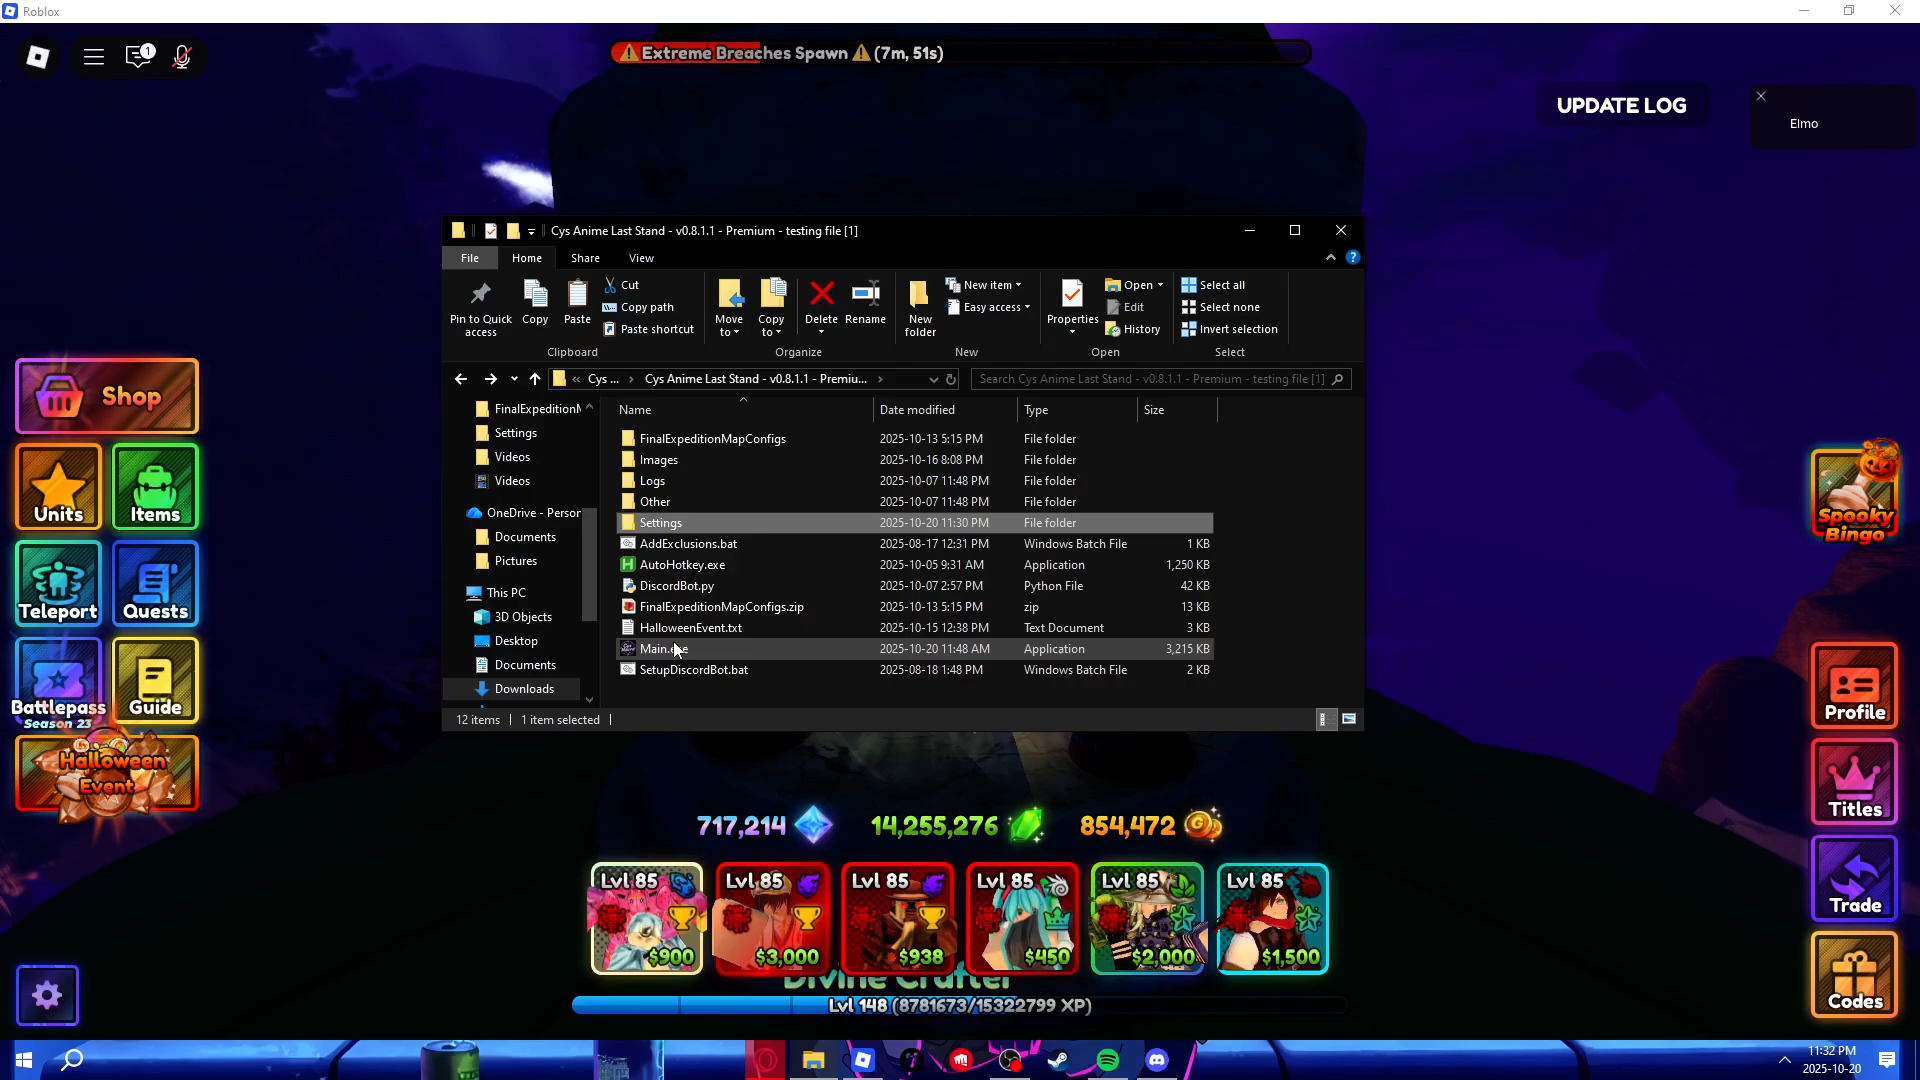 Roblox
1
⚠Extreme Breaches Spawn ⚠ (7m, 51s)
UPDATE LOG
Elmo
Cys Anime Last Stand - v0.8.1.1 - Premium - testing file [1]
File
Home
Share
View
Pin to Quick access
Copy
Paste
Cut
Copy path
Paste shortcut
Move to
Copy to
Delete
Rename
New folder
New item
Easy access
Properties
Open
Edit
History
Select all
Select none
Invert selection
Clipboard
Organize
New
Open
Select
« Cys ... › Cys Anime Last Stand - v0.8.1.1 - Premiu... ›
Search Cys Anime Last Stand - v0.8.1.1 - Premium - testing file [1]
FinalExpeditionM
Settings
Videos
Videos
OneDrive - Person
Documents
Pictures
This PC
3D Objects
Desktop
Documents
Downloads
Name Date modified Type Size
FinalExpeditionMapConfigs 2025-10-13 5:15 PM File folder
Images 2025-10-16 8:08 PM File folder
Logs 2025-10-07 11:48 PM File folder
Other 2025-10-07 11:48 PM File folder
Settings 2025-10-20 11:30 PM File folder
AddExclusions.bat 2025-08-17 12:31 PM Windows Batch File 1 KB
AutoHotkey.exe 2025-10-05 9:31 AM Application 1,250 KB
DiscordBot.py 2025-10-07 2:57 PM Python File 42 KB
FinalExpeditionMapConfigs.zip 2025-10-13 5:15 PM zip 13 KB
HalloweenEvent.txt 2025-10-15 12:38 PM Text Document 3 KB
Main.exe 2025-10-20 11:48 AM Application 3,215 KB
SetupDiscordBot.bat 2025-08-18 1:48 PM Windows Batch File 2 KB
12 items
1 item selected
Shop
Units
Items
Teleport
Quests
Battlepass
Season 23
Guide
Halloween
Event
Spooky
Bingo
Profile
Titles
Trade
Codes
717,214
14,255,276
854,472
Lvl 85
$900
Lvl 85
$3,000
Lvl 85
$938
Lvl 85
$450
Lvl 85
$2,000
Lvl 85
$1,500
Divine Crafter
Lvl 148 (8781673/15322799 XP)
11:32 PM
2025-10-20